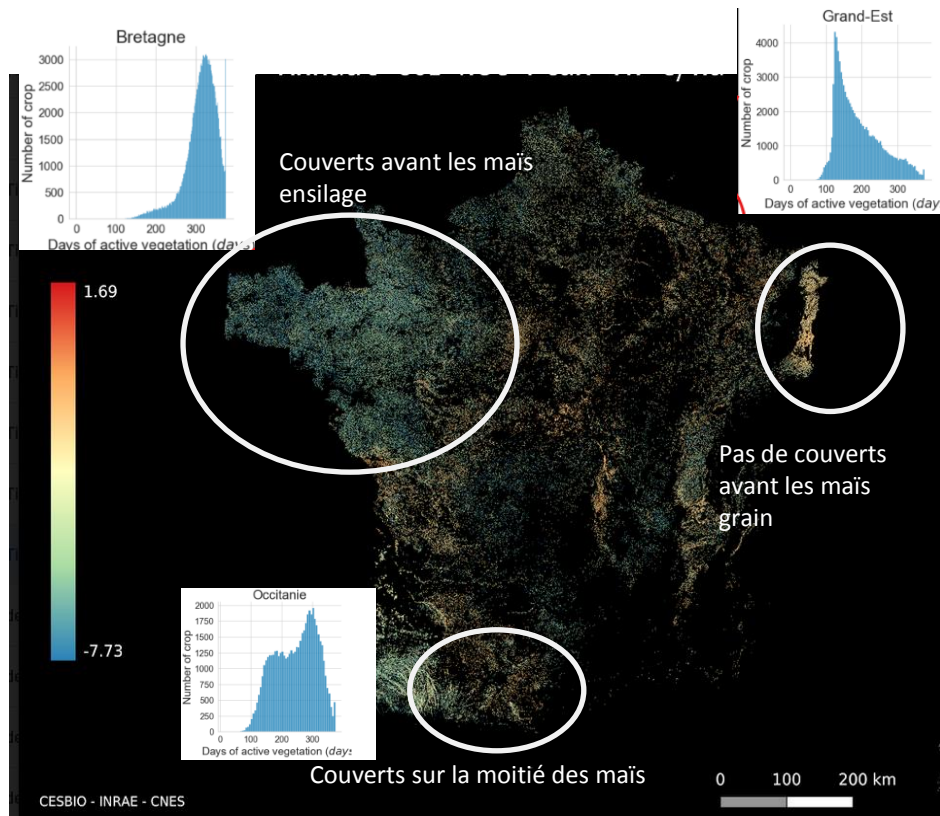 Bretagne
3000
2500
2000
1500
1000
500
0
Number of crop
0 100 200 300
Days of active vegetation (days
Grand-Est
4000
3000
2000
1000
0
Number of crop
0 100 200 300
Days of active vegetation (day
Couverts avant les maïs
ensilage
1.69
-7.73
Pas de couverts
avant les maïs
grain
Occitanie
2000
1750
1500
1250
1000
750
500
250
0
Number of crop
0 100 200 300
Days of active vegetation (days
Couverts sur la moitié des maïs
0 100 200 km
CESBIO - INRAE - CNES